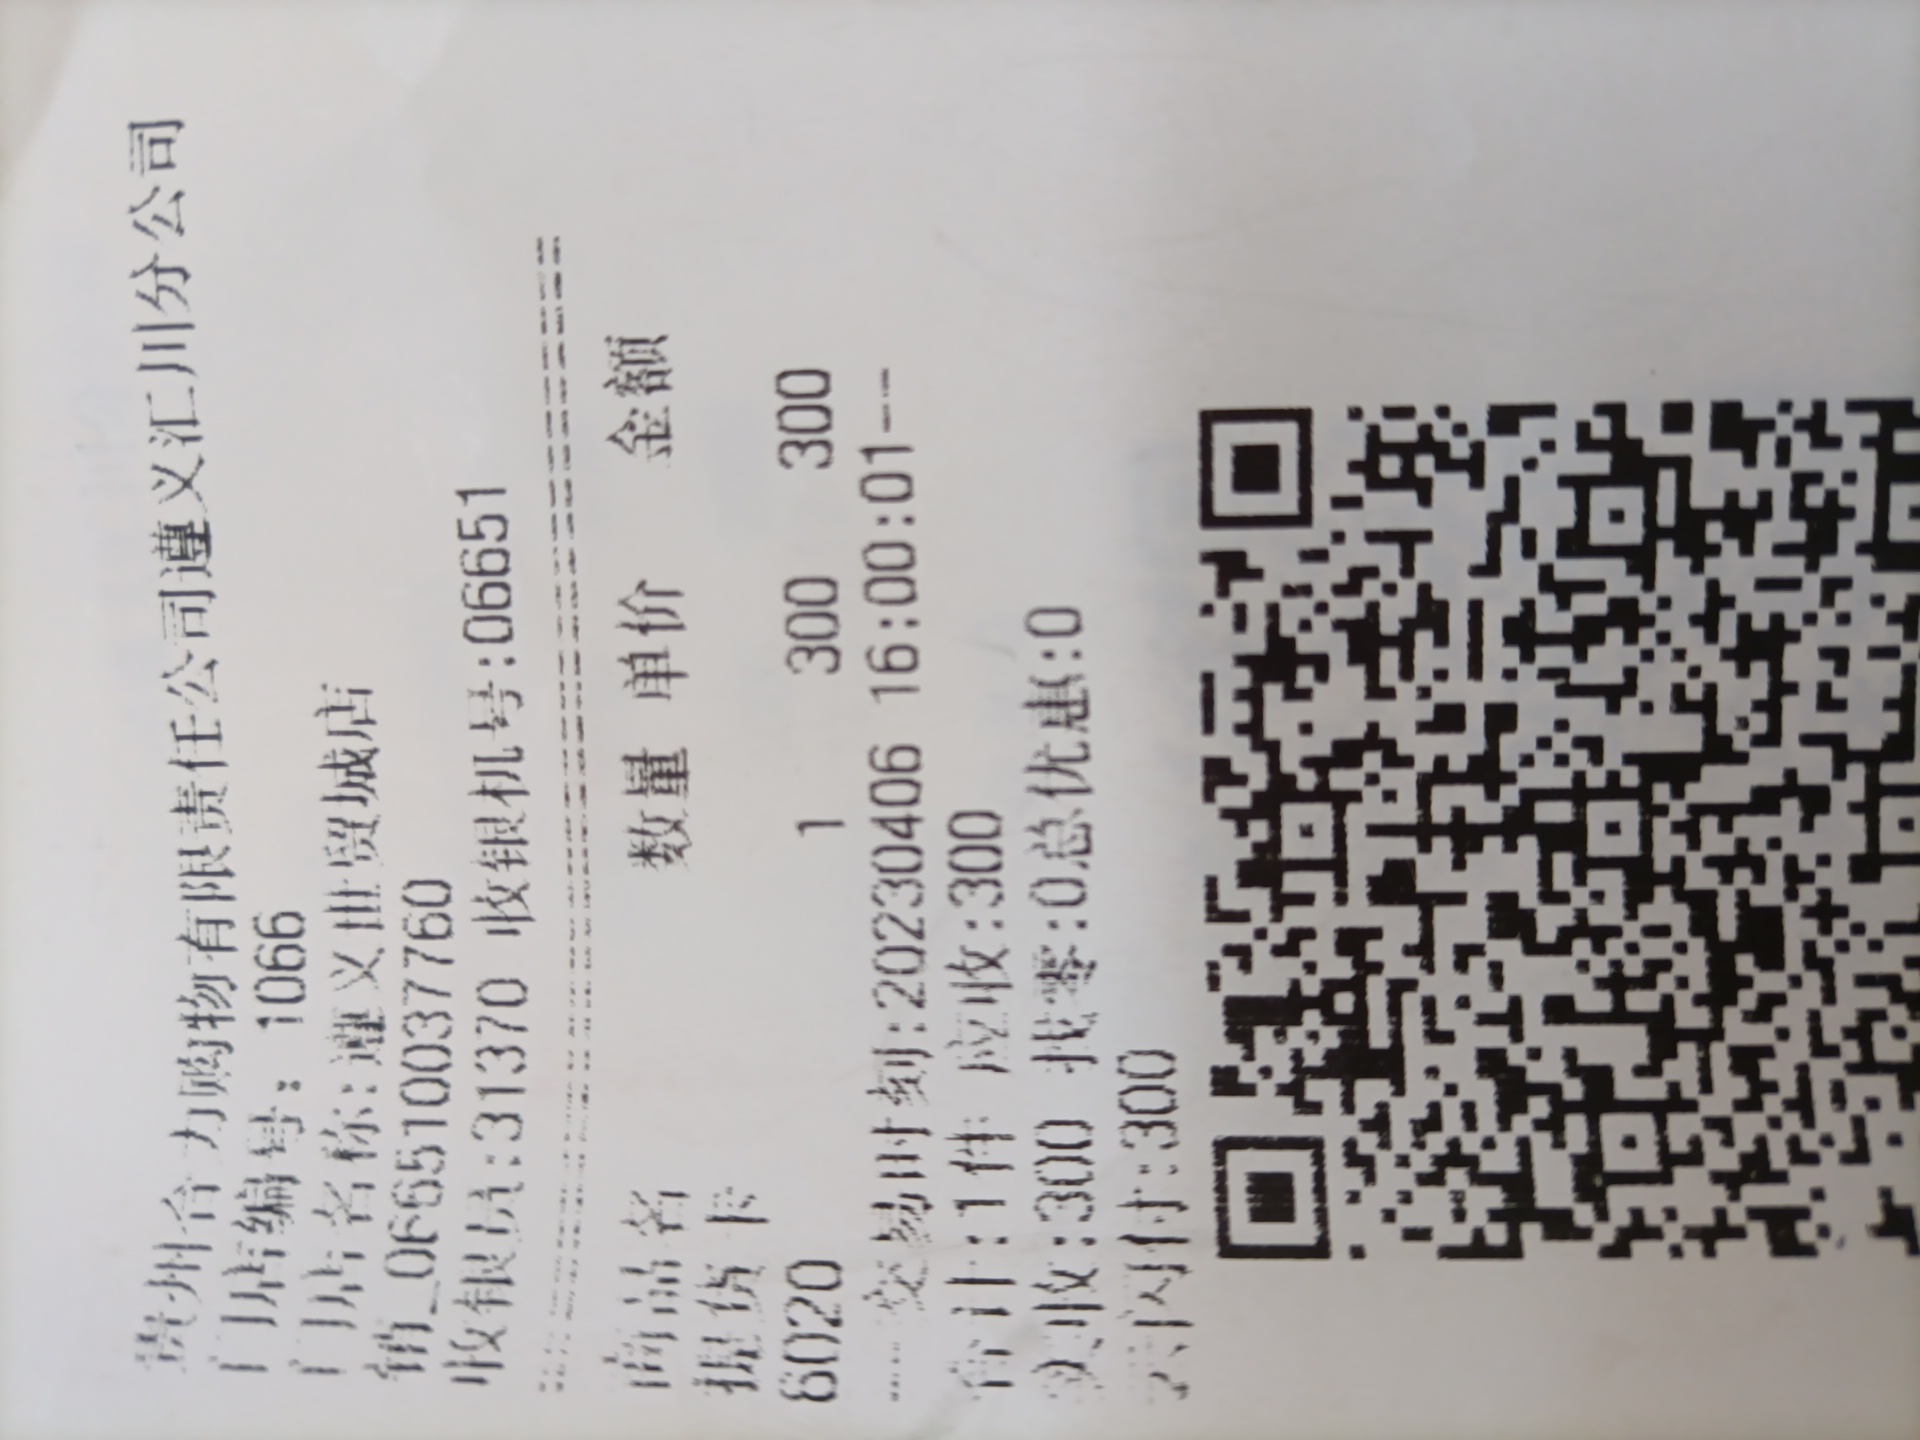 贵州合力购物有限责任公司遵义汇川分公司
门店编号：1066
门店名称:遵义世贸城店
销_066510037760
收银员:31370 收银机号:06651
商品名 数量 单价 金额
提货卡
6020 1 300 300
---交易时刻:20230406 16:00:01--
合计:1件 应收:300
实收:300 找零:0总优惠:0
云闪付:300